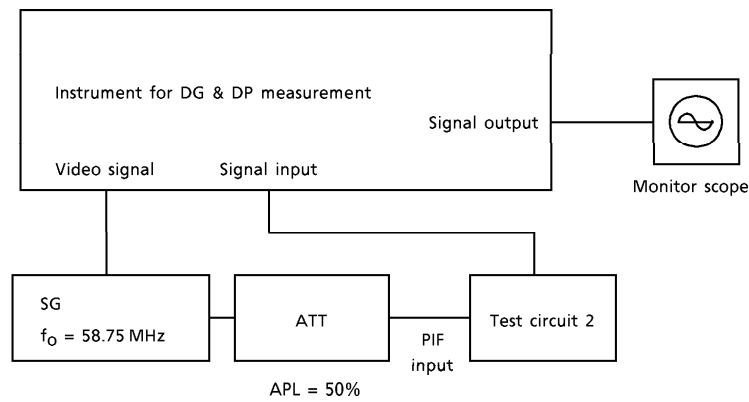 Instrument for DG & DP measurement
Signal output
Video signal
Signal input
Monitor scope
SG
fo = 58.75 MHz
ATT
PIF
input
Test circuit 2
APL = 50%